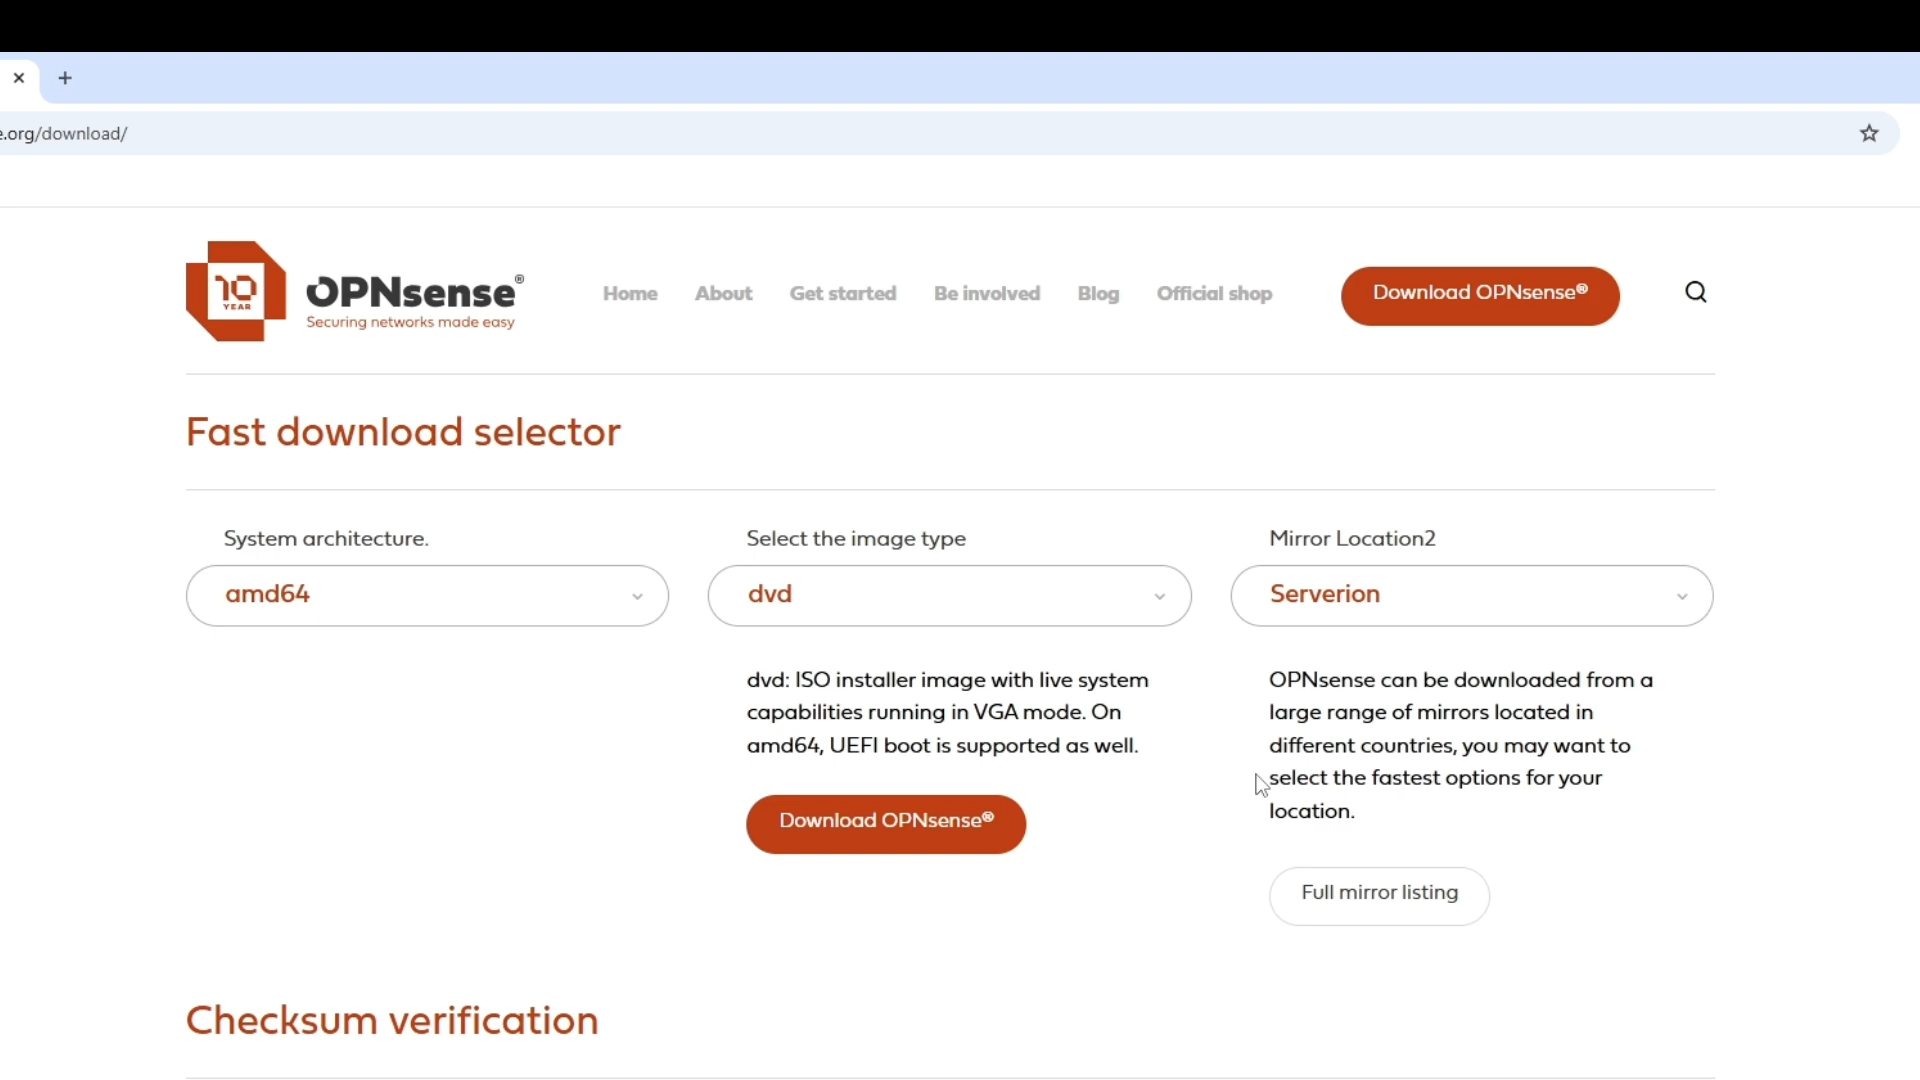 e.org/download/
10
YEAR
OPNsense®
Securing networks made easy
Home
About
Get started
Be involved
Blog
Official shop
Download OPNsense®
Fast download selector
System architecture.
amd64
Select the image type
dvd
dvd: ISO installer image with live system
capabilities running in VGA mode. On
amd64, UEFI boot is supported as well.
Download OPNsense®
Mirror Location2
Serverion
OPNsense can be downloaded from a
large range of mirrors located in
different countries, you may want to
select the fastest options for your
location.
Full mirror listing
Checksum verification